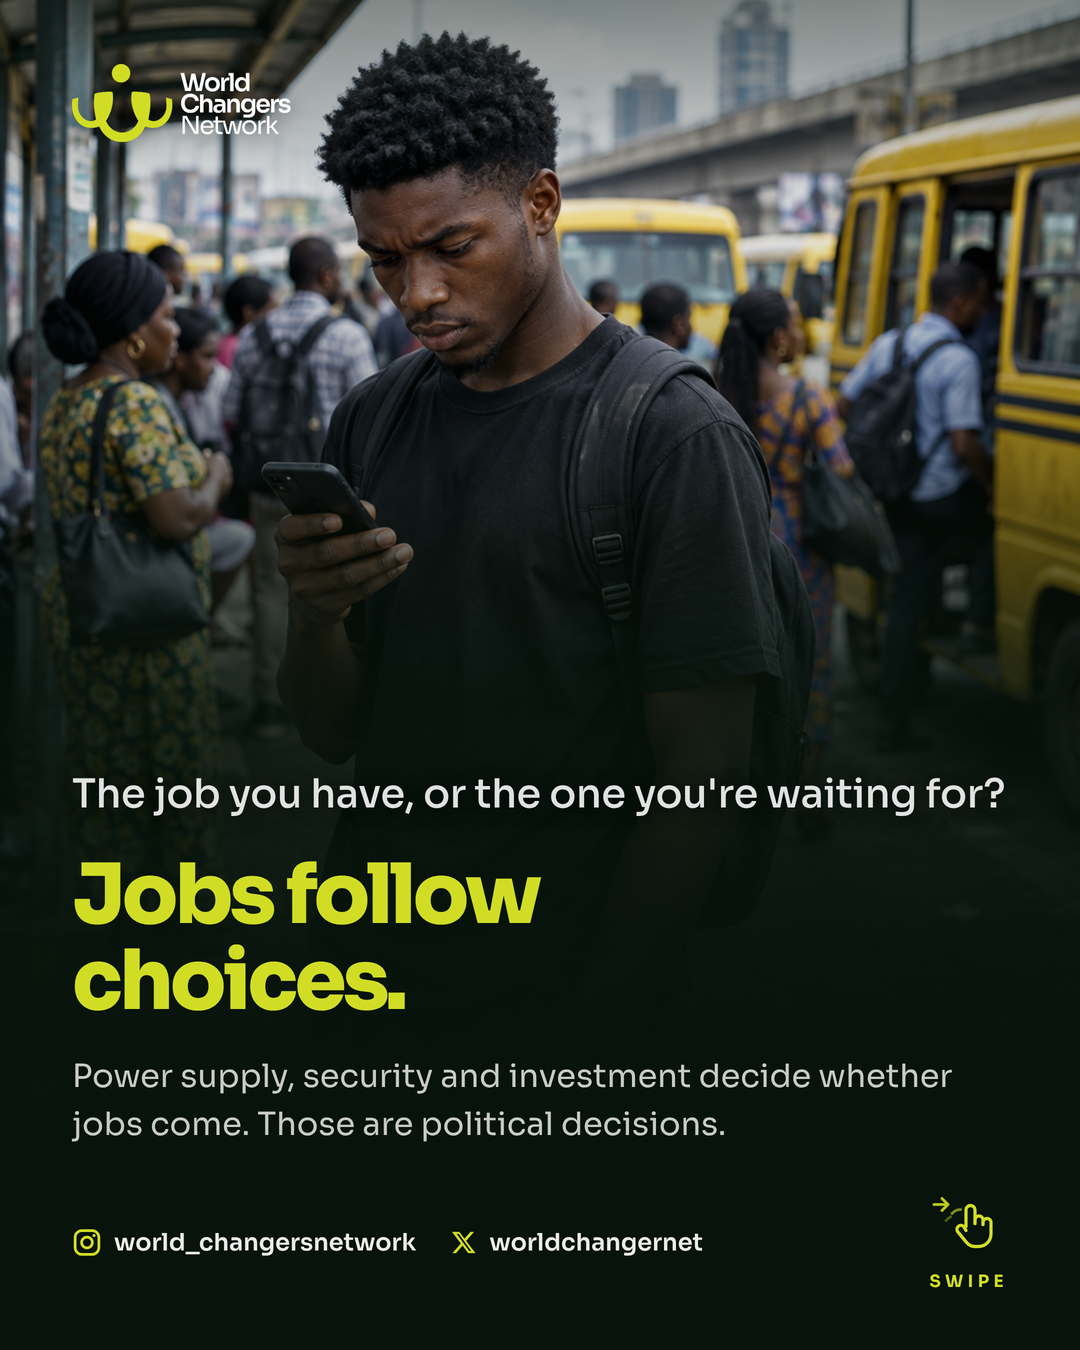 World
Changers
Network
The job you have, or the one you're waiting for?
Jobs follow
choices.
Power supply, security and investment decide whether
jobs come. Those are political decisions.
world_changersnetwork
worldchangernet
SWIPE